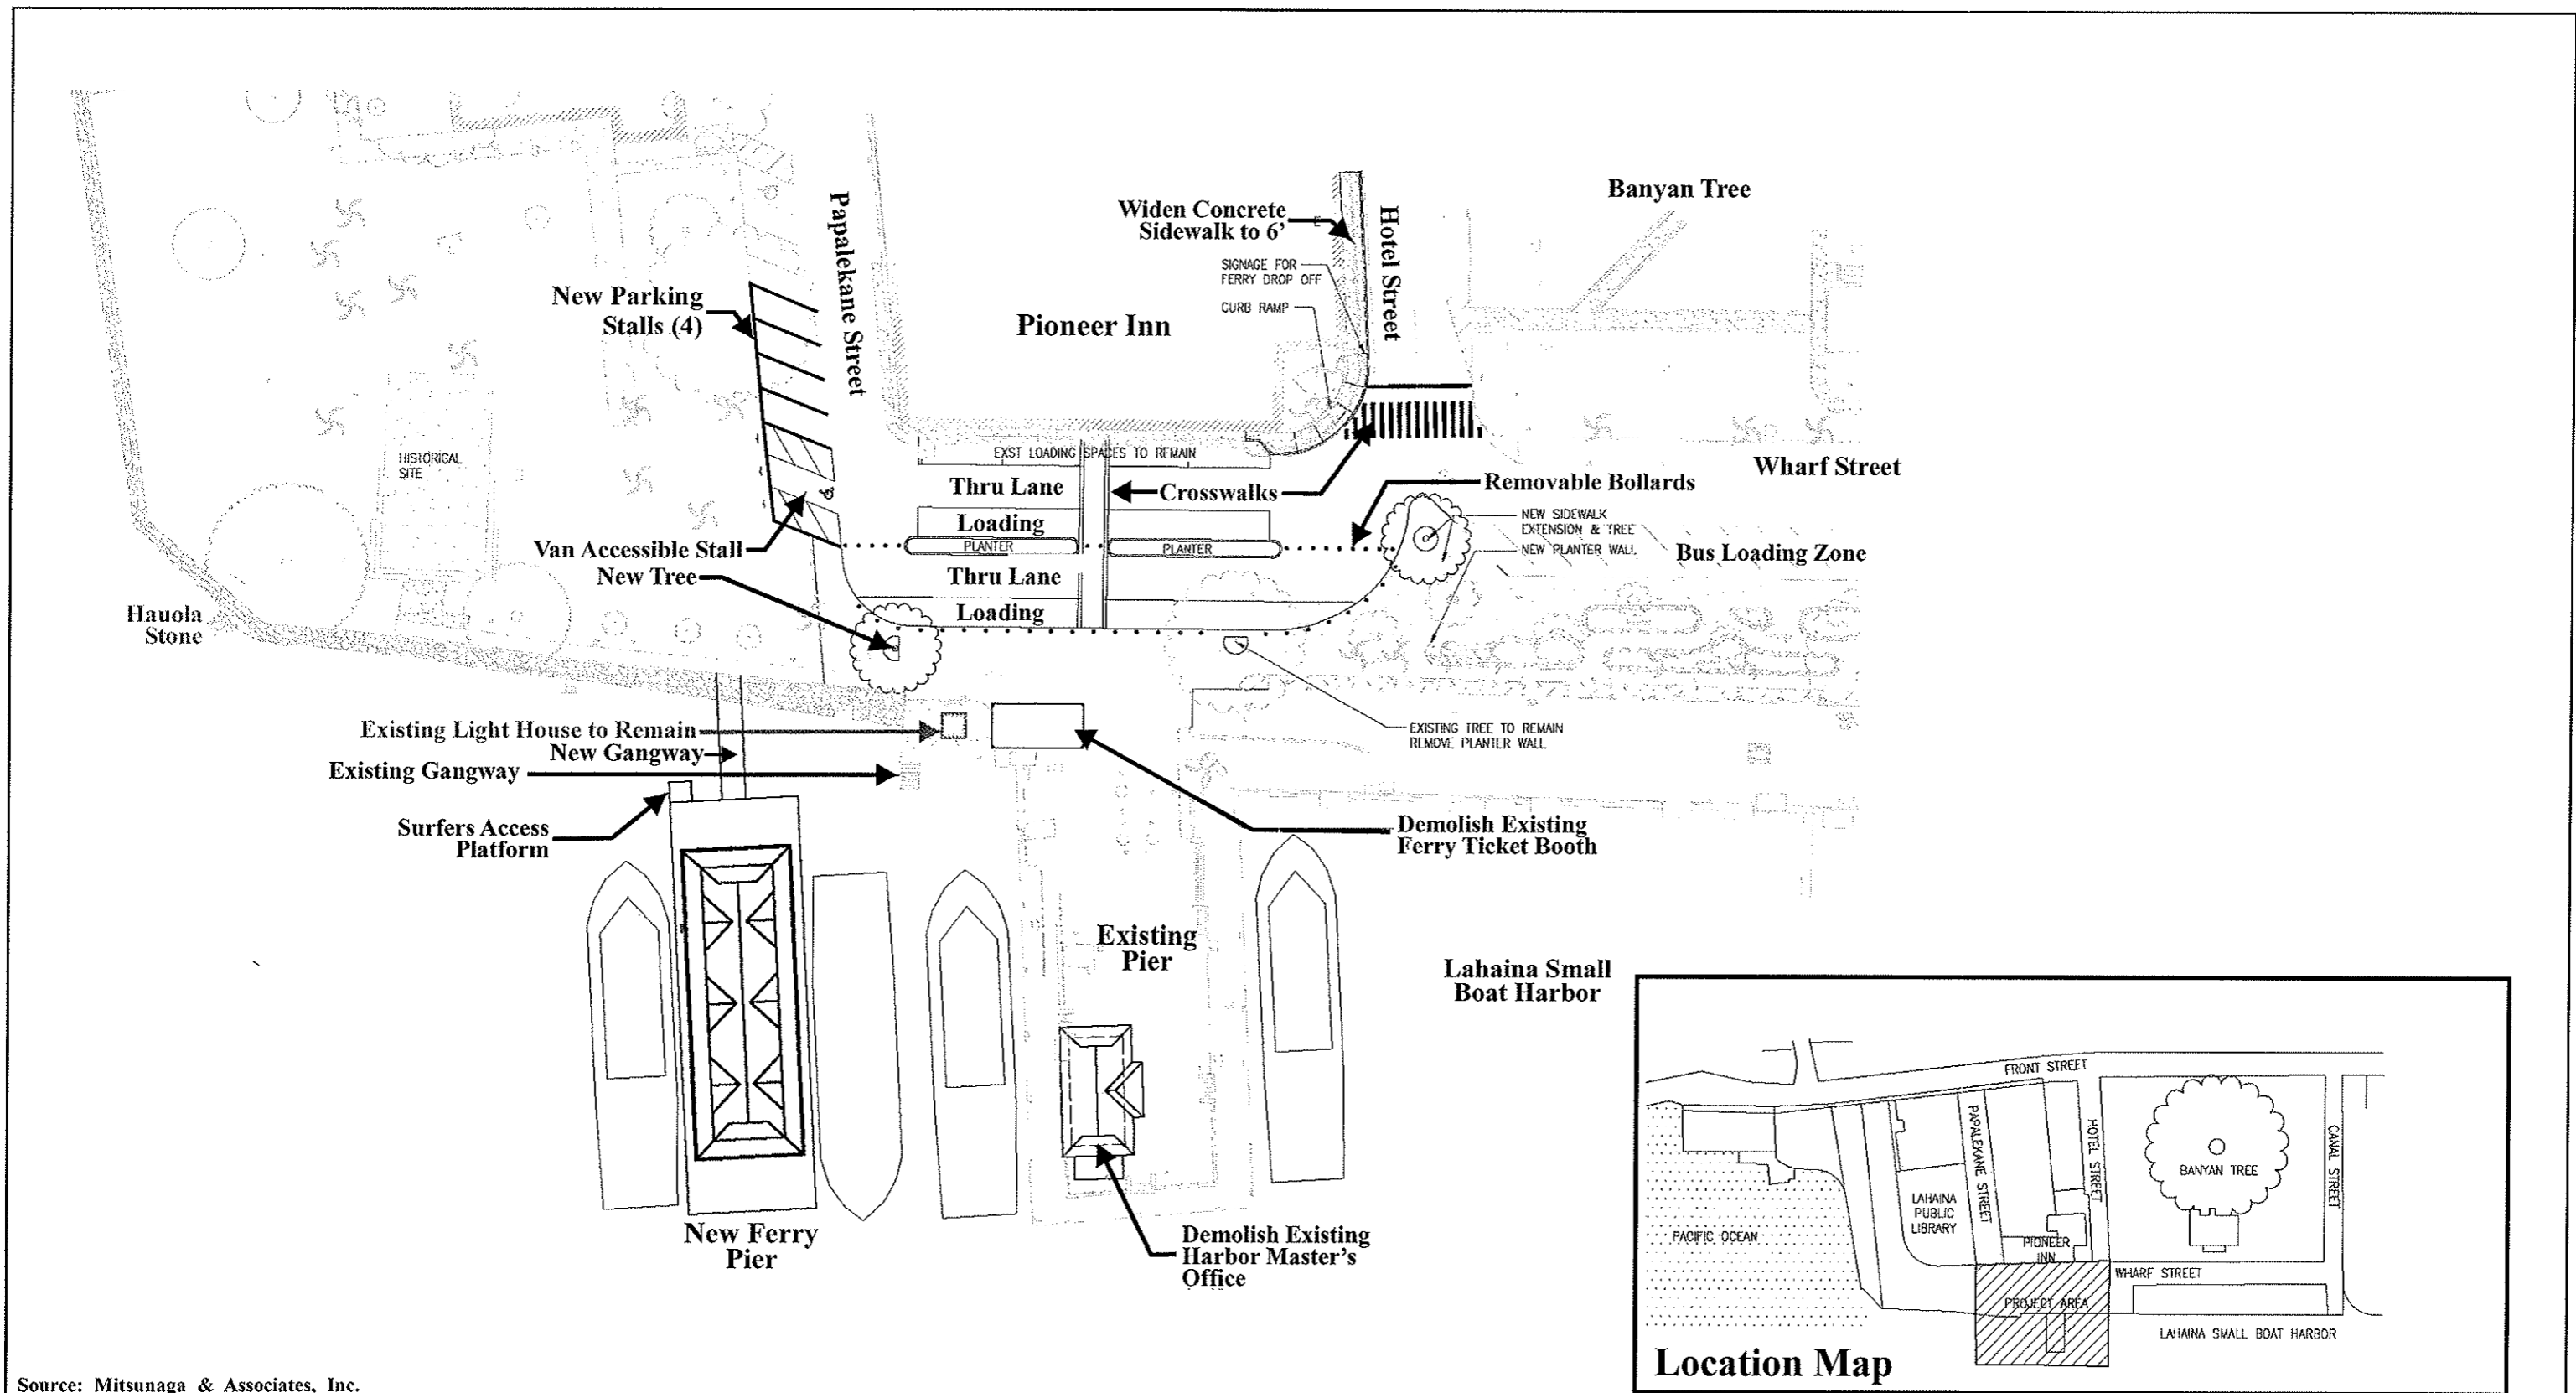 Banyan Tree
Widen Concrete
Sidewalk to 6'
Hotel Street
Papalekane Street
SIGNAGE FOR
FERRY DROP OFF
CURB RAMP
New Parking
Stalls (4)
Pioneer Inn
HISTORICAL
SITE
EXST LOADING SPACES TO REMAIN
Wharf Street
Thru Lane
Crosswalks
Removable Bollards
Loading
NEW SIDEWALK
EXTENSION & TREE
PLANTER
PLANTER
NEW PLANTER WALL
Bus Loading Zone
Van Accessible Stall
New Tree
Thru Lane
Loading
Hauola
Stone
Existing Light House to Remain
New Gangway
Existing Gangway
EXISTING TREE TO REMAIN
REMOVE PLANTER WALL
Surfers Access
Platform
Demolish Existing
Ferry Ticket Booth
Existing
Pier
Lahaina Small
Boat Harbor
New Ferry
Pier
Demolish Existing
Harbor Master's
Office
FRONT STREET
PAPALEKANE STREET
HOTEL STREET
CANAL STREET
BANYAN TREE
LAHAINA
PUBLIC
LIBRARY
PACIFIC OCEAN
PIONEER
INN
WHARF STREET
PROJECT AREA
LAHAINA SMALL BOAT HARBOR
Location Map
Source: Mitsunaga & Associates, Inc.